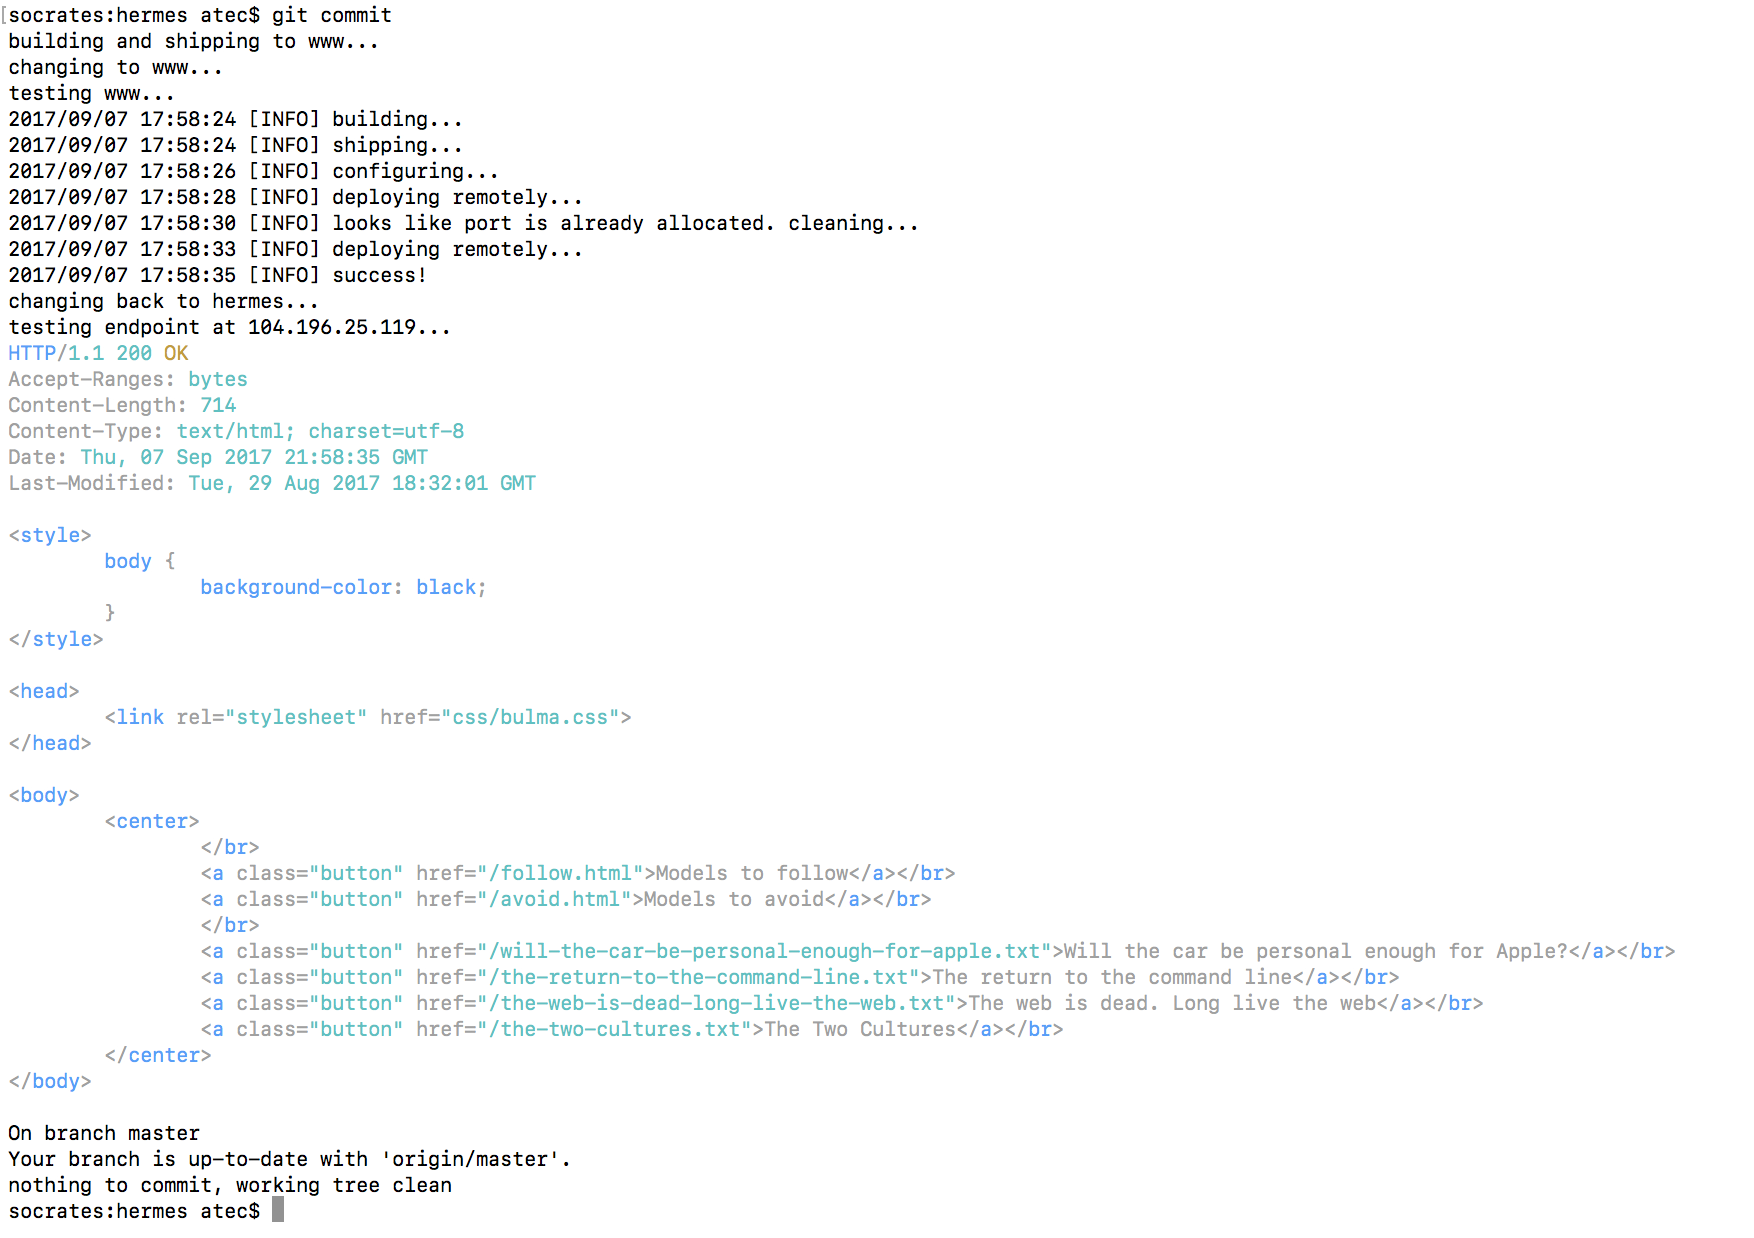 [socrates:hermes atec$ git commit
building and shipping to www...
changing to www...
testing www...
2017/09/07 17:58:24 [INFO] building...
2017/09/07 17:58:24 [INFO] shipping...
2017/09/07 17:58:26 [INFO] configuring...
2017/09/07 17:58:28 [INFO] deploying remotely...
2017/09/07 17:58:30 [INFO] looks like port is already allocated. cleaning...
2017/09/07 17:58:33 [INFO] deploying remotely...
2017/09/07 17:58:35 [INFO] success!
changing back to hermes...
testing endpoint at 104.196.25.119...
HTTP/1.1 200 OK
Accept-Ranges: bytes
Content-Length: 714
Content-Type: text/html; charset=utf-8
Date: Thu, 07 Sep 2017 21:58:35 GMT
Last-Modified: Tue, 29 Aug 2017 18:32:01 GMT

<style>
        body {
                background-color: black;
        }
</style>

<head>
        <link rel="stylesheet" href="css/bulma.css">
</head>

<body>
        <center>
                </br>
                <a class="button" href="/follow.html">Models to follow</a></br>
                <a class="button" href="/avoid.html">Models to avoid</a></br>
                </br>
                <a class="button" href="/will-the-car-be-personal-enough-for-apple.txt">Will the car be personal enough for Apple?</a></br>
                <a class="button" href="/the-return-to-the-command-line.txt">The return to the command line</a></br>
                <a class="button" href="/the-web-is-dead-long-live-the-web.txt">The web is dead. Long live the web</a></br>
                <a class="button" href="/the-two-cultures.txt">The Two Cultures</a></br>
        </center>
</body>

On branch master
Your branch is up-to-date with 'origin/master'.
nothing to commit, working tree clean
socrates:hermes atec$